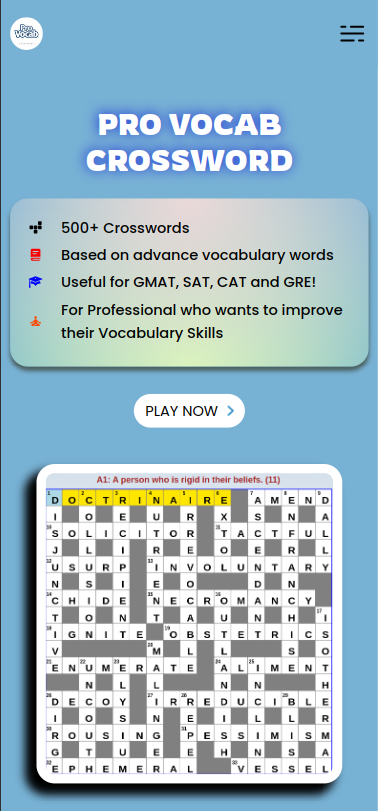 Pro
Vocab
PRO VOCAB
CROSSWORD
500+ Crosswords
Based on advance vocabulary words
Useful for GMAT, SAT, CAT and GRE!
For Professional who wants to improve
their Vocabulary Skills
PLAY NOW
A1: A person who is rigid in their beliefs. (11)
D O C T R I N A I R E A M E N D
I O E U R X S N A
S O L I C I T O R T A C T F U L
J L I R E O E R L
U S U R P I N V O L U N T A R Y
N S I E O D N
C H I D E N E C R O M A N C Y
T O N T A U N H I
I G N I T E O B S T E T R I C S
V M L L S O
E N U M E R A T E A L I M E N T
N L L N N H
D E C O Y I R R E D U C I B L E
I O S N E I L L R
R O U S I N G P E S S I M I S M
G T U E E H N S A
E P H E M E R A L V E S S E L